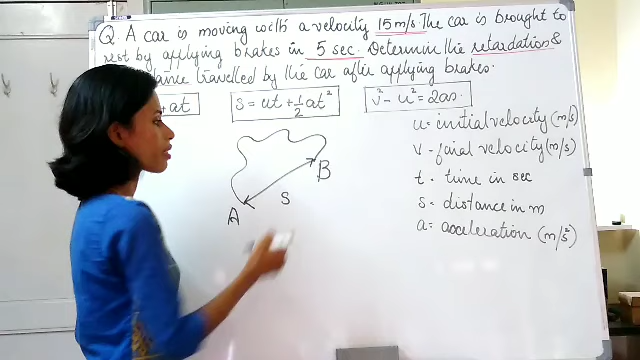 Q. A car is moving with a velocity 15 m/s. The car is brought to
rest by applying brakes in 5 sec. Determine the retardation &
tance travelled by the car after applying brakes.
at
s = ut + 1/2 at²
v² - u² = 2as.
u = initial velocity (m/s)
v - faial velocity (m/s)
t - time in sec
s = distance in m
a = acceleration (m/s²)
A
B
S